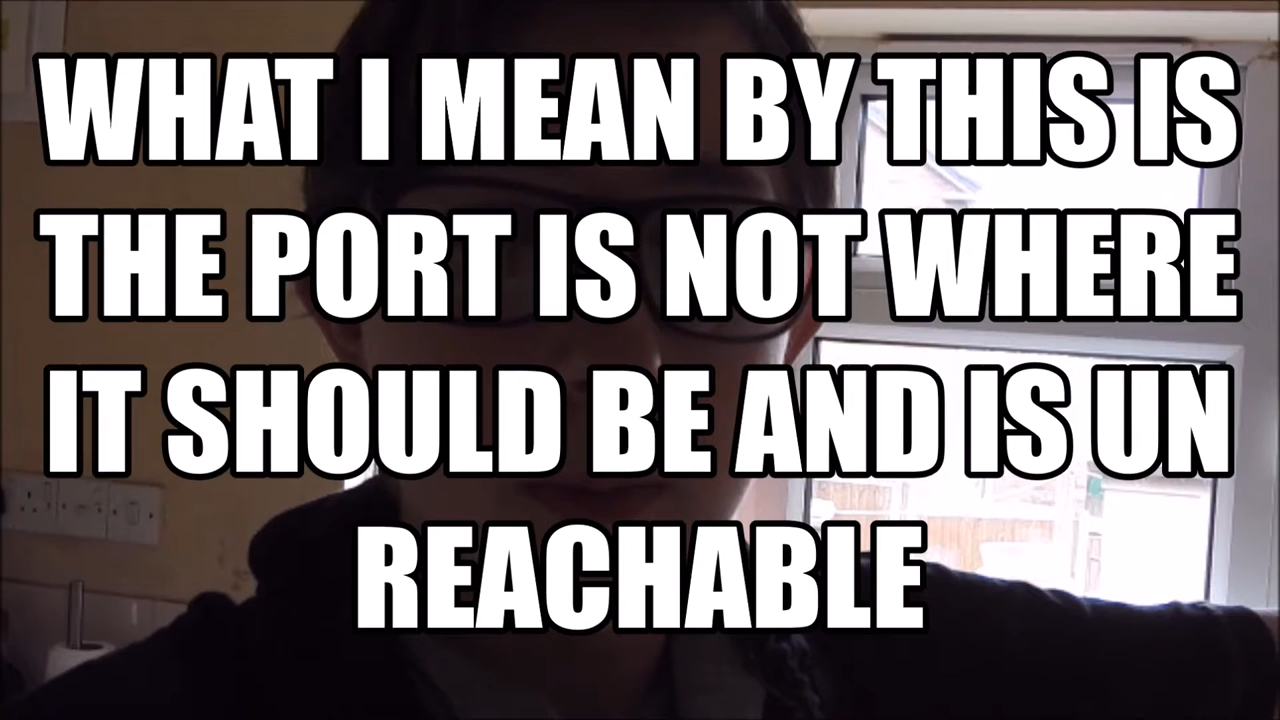 WHAT I MEAN BY THIS IS
THE PORT IS NOT WHERE
IT SHOULD BE AND IS UN
REACHABLE